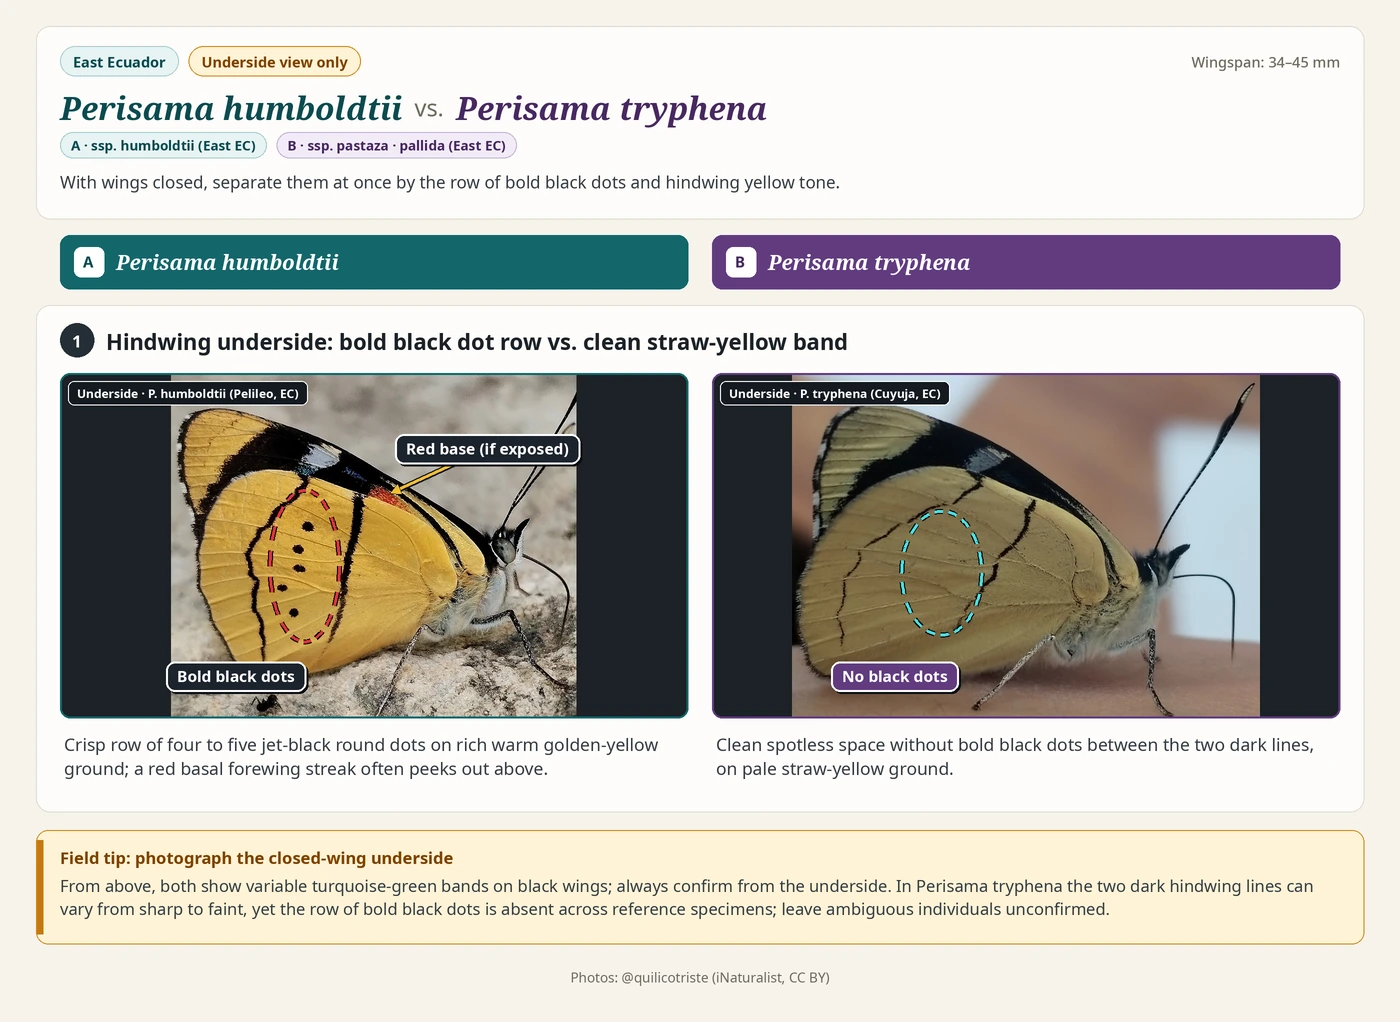 East Ecuador
Underside view only
Wingspan: 34–45 mm
Perisama humboldtii vs. Perisama tryphena
A · ssp. humboldtii (East EC)
B · ssp. pastaza · pallida (East EC)
With wings closed, separate them at once by the row of bold black dots and hindwing yellow tone.
A Perisama humboldtii
B Perisama tryphena
1 Hindwing underside: bold black dot row vs. clean straw-yellow band
Underside · P. humboldtii (Pelileo, EC)
Red base (if exposed)
Bold black dots
Underside · P. tryphena (Cuyuja, EC)
No black dots
Crisp row of four to five jet-black round dots on rich warm golden-yellow
ground; a red basal forewing streak often peeks out above.
Clean spotless space without bold black dots between the two dark lines,
on pale straw-yellow ground.
Field tip: photograph the closed-wing underside
From above, both show variable turquoise-green bands on black wings; always confirm from the underside. In Perisama tryphena the two dark hindwing lines can
vary from sharp to faint, yet the row of bold black dots is absent across reference specimens; leave ambiguous individuals unconfirmed.
Photos: @quilicotriste (iNaturalist, CC BY)